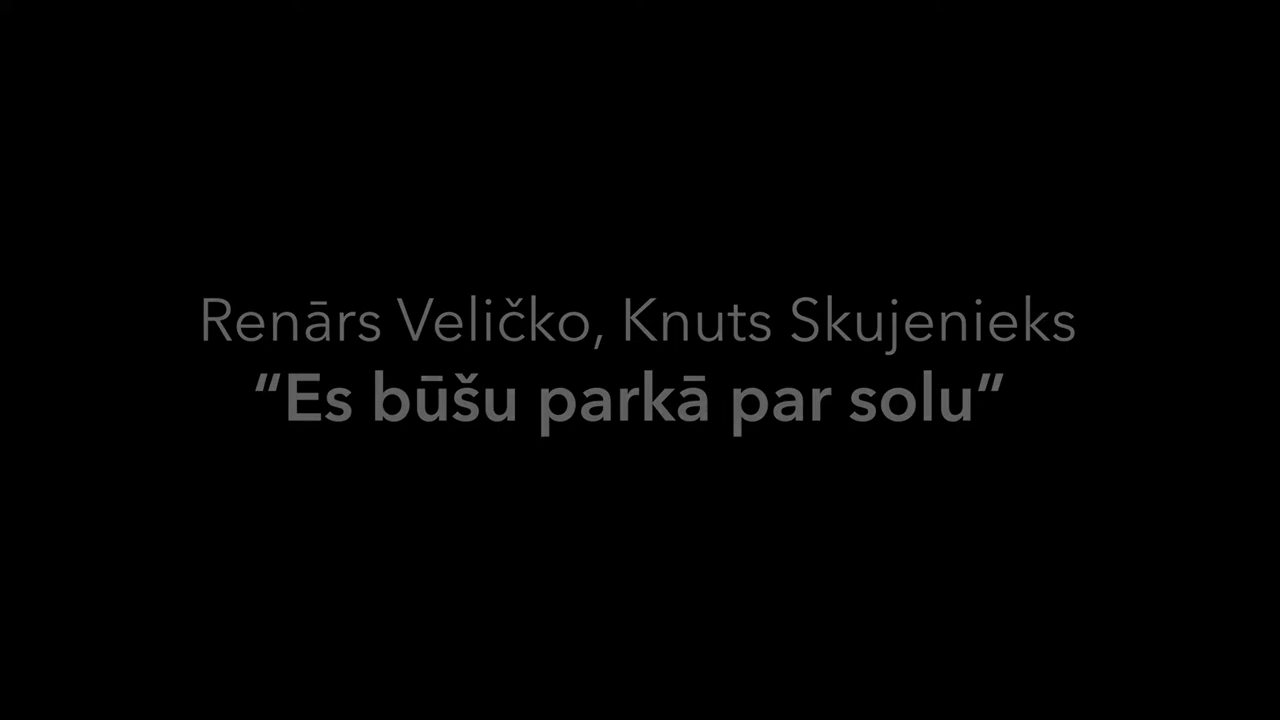 Renārs Veličko, Knuts Skujenieks
“Es būšu parkā par solu”